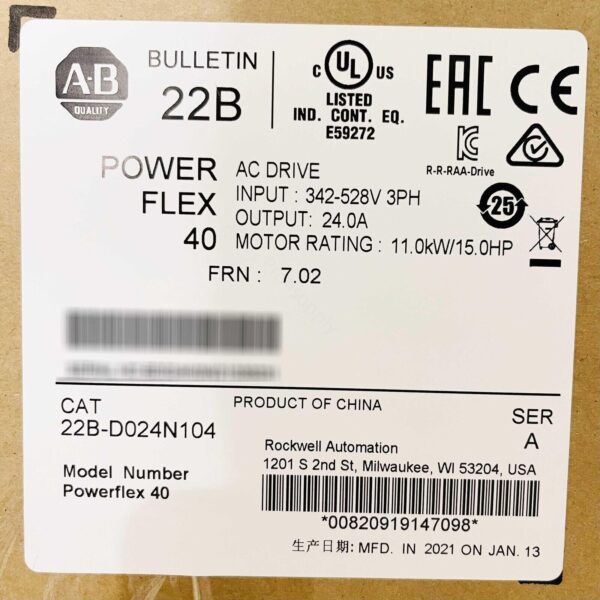 A-B
QUALITY
BULLETIN
22B
C UL US
LISTED
IND. CONT. EQ.
E59272
EAC CE
R-R-RAA-Drive
25
POWER
FLEX
40
AC DRIVE
INPUT : 342-528V 3PH
OUTPUT: 24.0A
MOTOR RATING : 11.0kW/15.0HP
FRN : 7.02
CAT
22B-D024N104
PRODUCT OF CHINA
SER
A
Rockwell Automation
1201 S 2nd St, Milwaukee, WI 53204, USA
Model Number
Powerflex 40
*00820919147098*
生产日期: MFD. IN 2021 ON JAN. 13